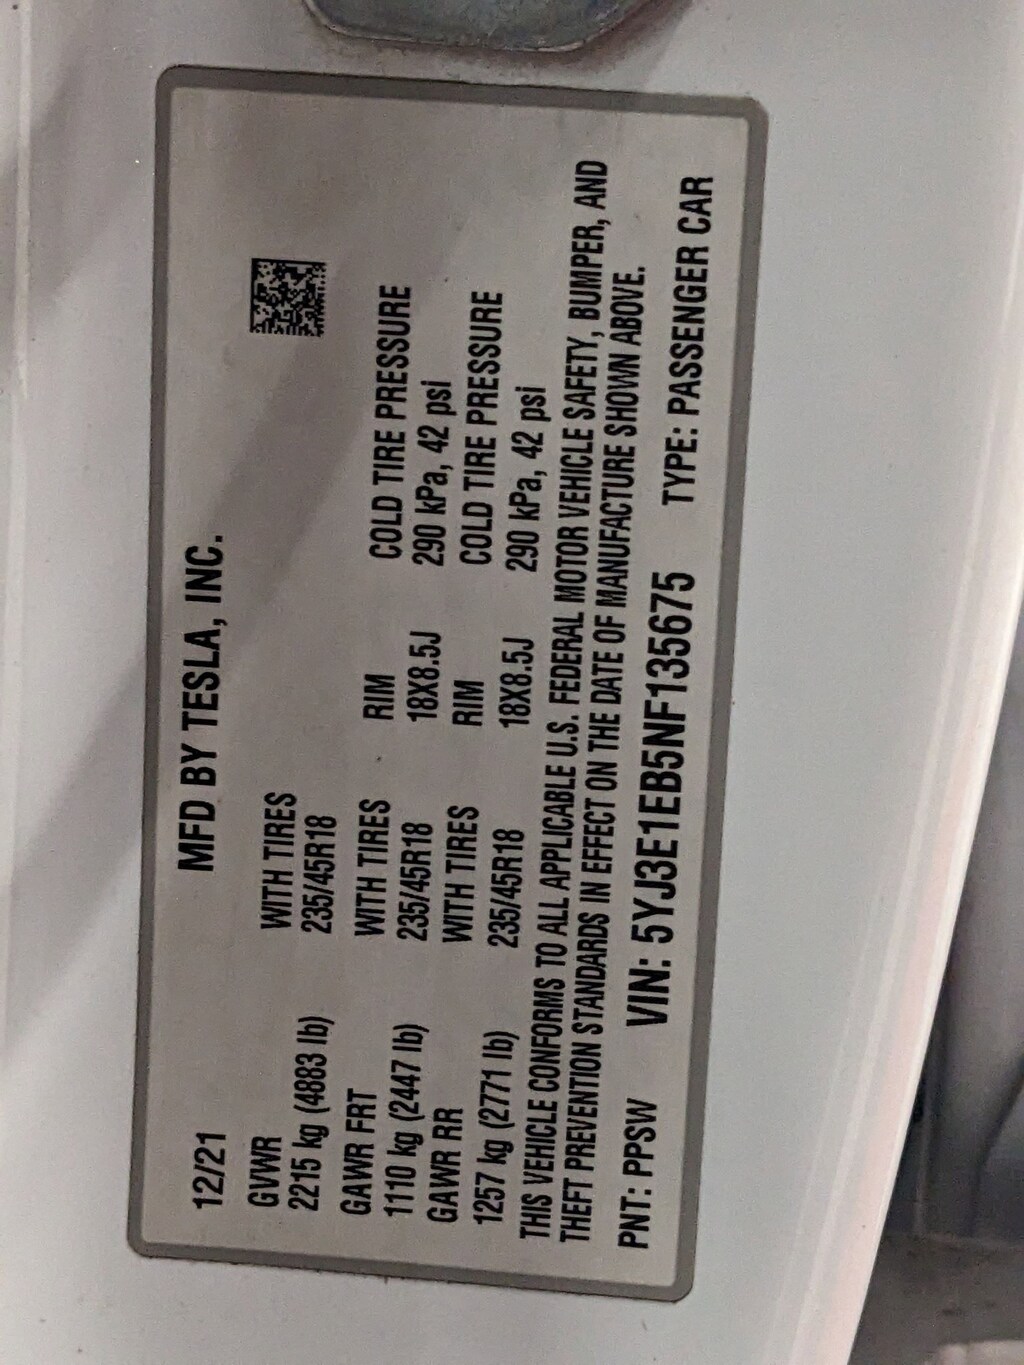 12/21 MFD BY TESLA, INC.
GVWR WITH TIRES
2215 kg (4883 lb) 235/45R18
GAWR FRT WITH TIRES RIM COLD TIRE PRESSURE
1110 kg (2447 lb) 235/45R18 18X8.5J 290 kPa, 42 psi
GAWR RR WITH TIRES RIM COLD TIRE PRESSURE
1257 kg (2771 lb) 235/45R18 18X8.5J 290 kPa, 42 psi
THIS VEHICLE CONFORMS TO ALL APPLICABLE U.S. FEDERAL MOTOR VEHICLE SAFETY, BUMPER, AND
THEFT PREVENTION STANDARDS IN EFFECT ON THE DATE OF MANUFACTURE SHOWN ABOVE.
PNT: PPSW VIN: 5YJ3E1EB5NF135675 TYPE: PASSENGER CAR